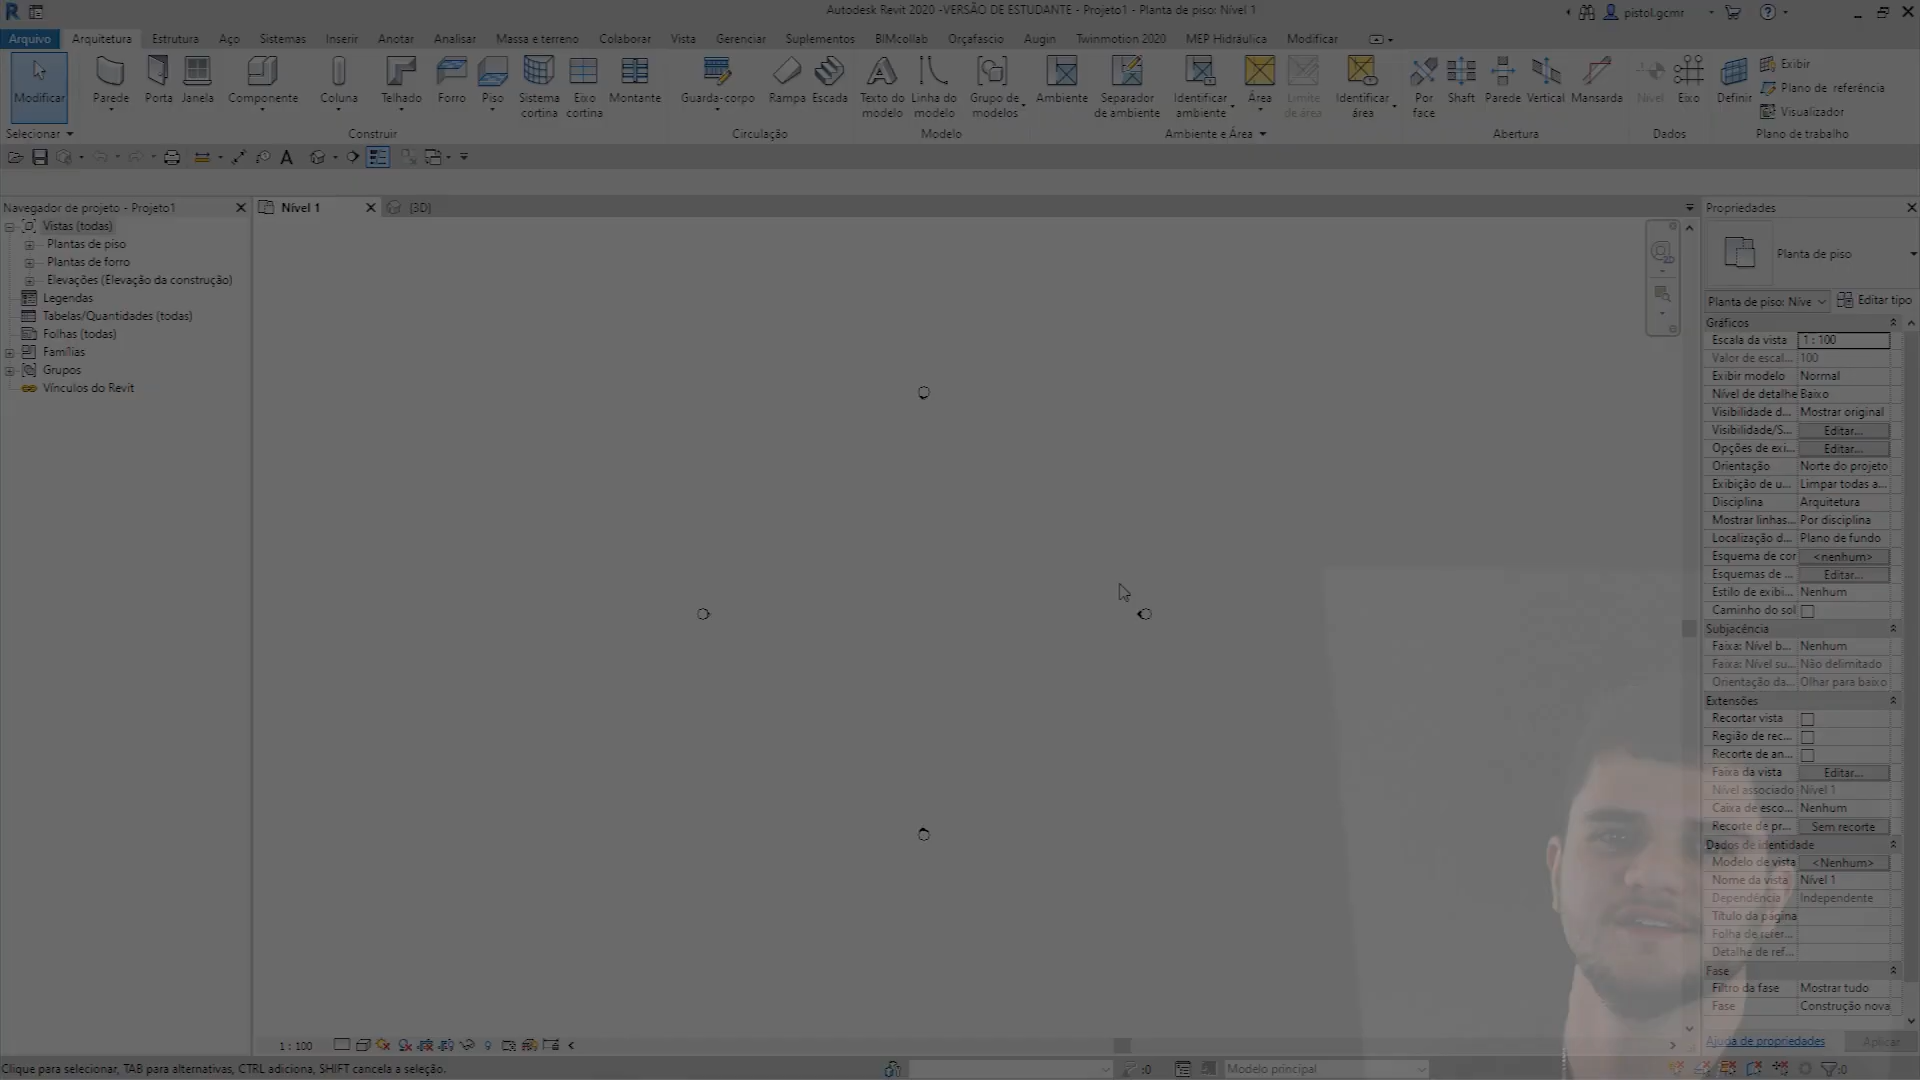 Autodesk Revit 2020 -VERSÃO DE ESTUDANTE - Projeto1 - Planta de piso: Nível 1
pistol.gcmr
Arquivo Arquitetura Estrutura Aço Sistemas Inserir Anotar Analisar Massa e terreno Colaborar Vista Gerenciar Suplementos BIMcollab Orçafascio Augin Twinmotion 2020 MEP Hidráulica Modificar
Modificar Parede Porta Janela Componente Coluna Telhado Forro Piso Sistema cortina Eixo cortina Montante Guarda-corpo Rampa Escada Texto do modelo Linha do modelo Grupo de modelos Ambiente Separador de ambiente Identificar ambiente Área Limite de área Identificar área Por face Shaft Parede Vertical Mansarda Nível Eixo Definir
Exibir
Plano de referência
Visualizador
Selecionar Construir Circulação Modelo Ambiente e Área Abertura Dados Plano de trabalho
Navegador de projeto - Projeto1
Vistas (todas)
Plantas de piso
Plantas de forro
Elevações (Elevação da construção)
Legendas
Tabelas/Quantidades (todas)
Folhas (todas)
Famílias
Grupos
Vínculos do Revit
Nível 1 {3D}
2D
Propriedades
Planta de piso
Planta de piso: Níve Editar tipo
Gráficos
Escala da vista 1 : 100
Valor de escal... 100
Exibir modelo Normal
Nível de detalhe Baixo
Visibilidade d... Mostrar original
Visibilidade/S... Editar...
Opções de exi... Editar...
Orientação Norte do projeto
Exibição de u... Limpar todas a...
Disciplina Arquitetura
Mostrar linhas... Por disciplina
Localização d... Plano de fundo
Esquema de cor <nenhum>
Esquemas de ... Editar...
Estilo de exibi... Nenhum
Caminho do sol
Subjacência
Faixa: Nível b... Nenhum
Faixa: Nível su... Não delimitado
Orientação da... Olhar para baixo
Extensões
Recortar vista
Região de rec...
Recorte de an...
Faixa da vista Editar...
Nível associado Nível 1
Caixa de esco... Nenhum
Recorte de pr... Sem recorte
Dados de identidade
Modelo de vista <Nenhum>
Nome da vista Nível 1
Dependência Independente
Título da página
Folha de refer...
Detalhe de ref...
Fase
Filtro da fase Mostrar tudo
Fase Construção nova
Ajuda de propriedades Aplicar
1 : 100
Clique para selecionar, TAB para alternativas, CTRL adiciona, SHIFT cancela a seleção. :0 Modelo principal :0